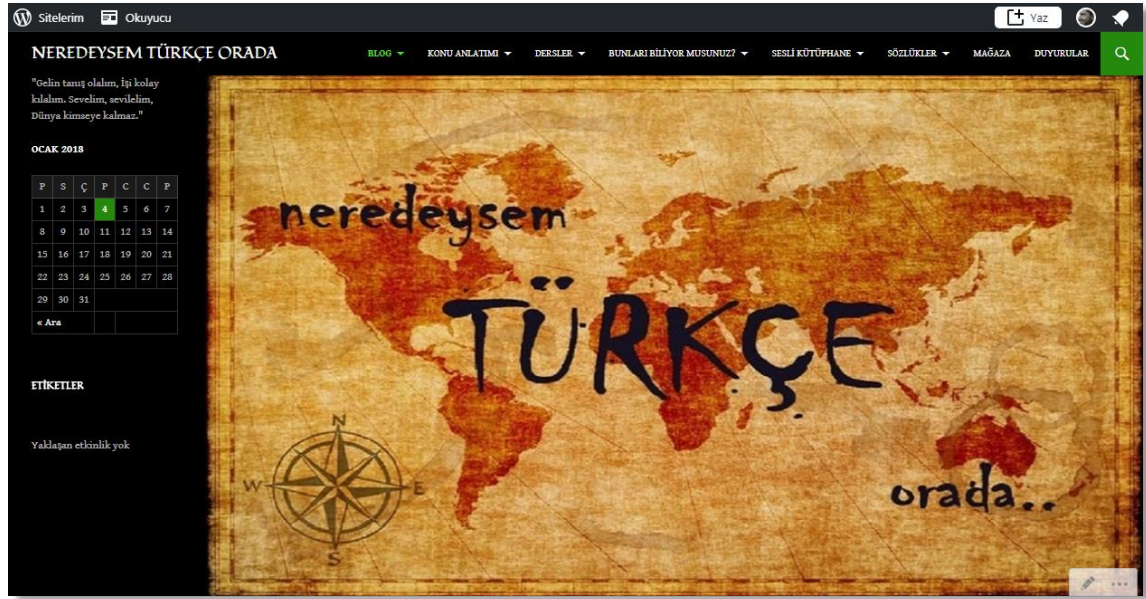 Sitelerim Okuyucu Yaz
NEREDEYSEM TÜRKÇE ORADA
BLOG KONU ANLATIMI DERSLER BUNLARI BİLİYOR MUSUNUZ? SESLİ KÜTÜPHANE SÖZLÜKLER MAĞAZA DUYURULAR
"Gelin tanış olalım, İşi kolay
kılalım. Sevelim, sevilelim,
Dünya kimseye kalmaz."
OCAK 2018
P S Ç P C C P
1 2 3 4 5 6 7
8 9 10 11 12 13 14
15 16 17 18 19 20 21
22 23 24 25 26 27 28
29 30 31
« Ara
ETİKETLER
Yaklaşan etkinlik yok
neredeysem
TÜRKÇE
orada..
N
W E
S